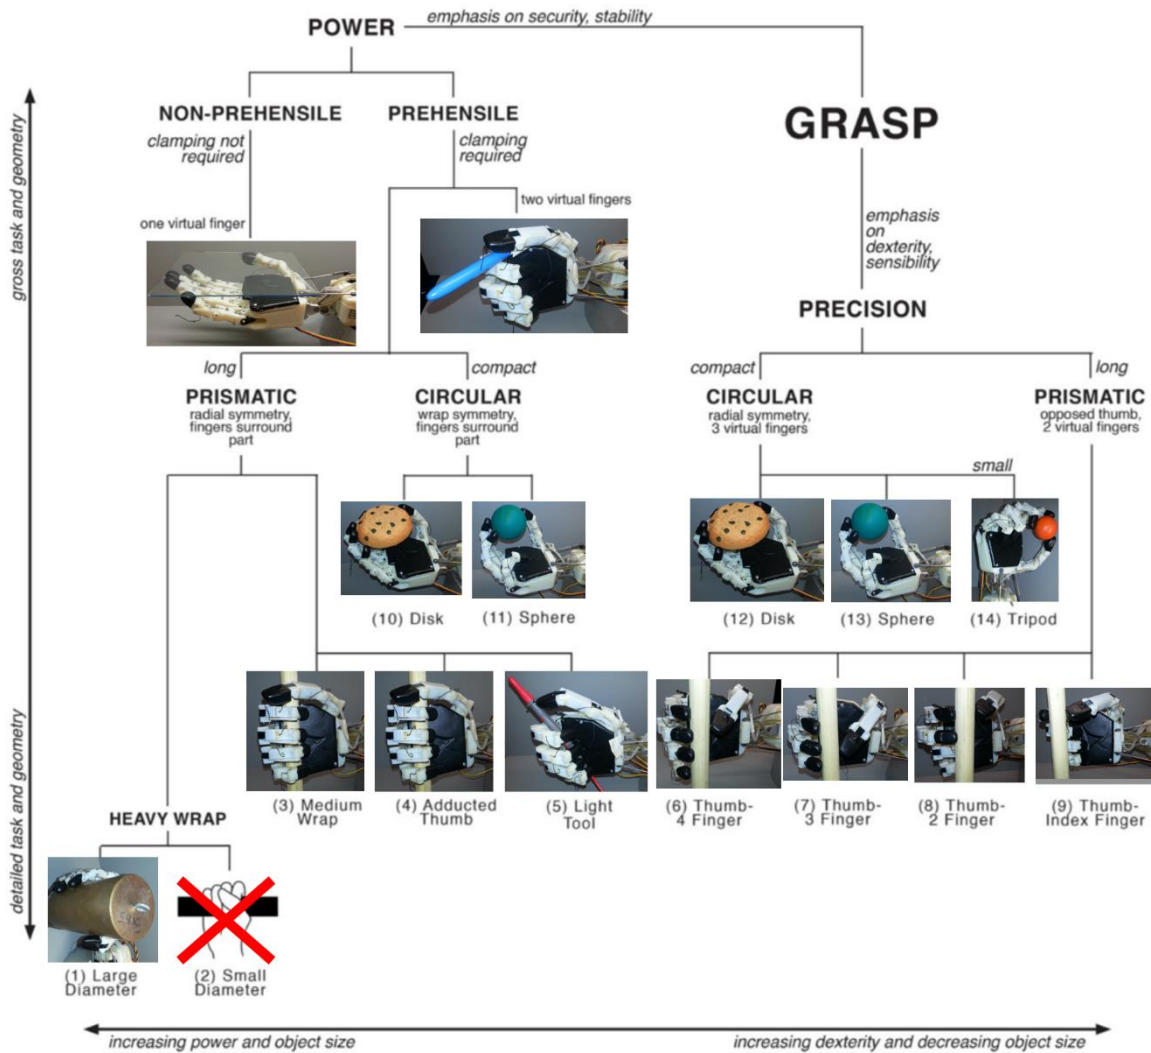 emphasis on security, stability
POWER
NON-PREHENSILE
PREHENSILE
clamping not
required
clamping
required
GRASP
one virtual finger
two virtual fingers
emphasis
on
dexterity,
sensibility
PRECISION
gross task and geometry
detailed task and geometry
long
compact
PRISMATIC
radial symmetry,
fingers surround
part
CIRCULAR
wrap symmetry,
fingers surround
part
compact
long
CIRCULAR
radial symmetry,
3 virtual fingers
PRISMATIC
opposed thumb,
2 virtual fingers
small
(10) Disk
(11) Sphere
(12) Disk
(13) Sphere
(14) Tripod
(3) Medium
Wrap
(4) Adducted
Thumb
(5) Light
Tool
(6) Thumb-
4 Finger
(7) Thumb-
3 Finger
(8) Thumb-
2 Finger
(9) Thumb-
Index Finger
HEAVY WRAP
(1) Large
Diameter
(2) Small
Diameter
increasing power and object size
increasing dexterity and decreasing object size